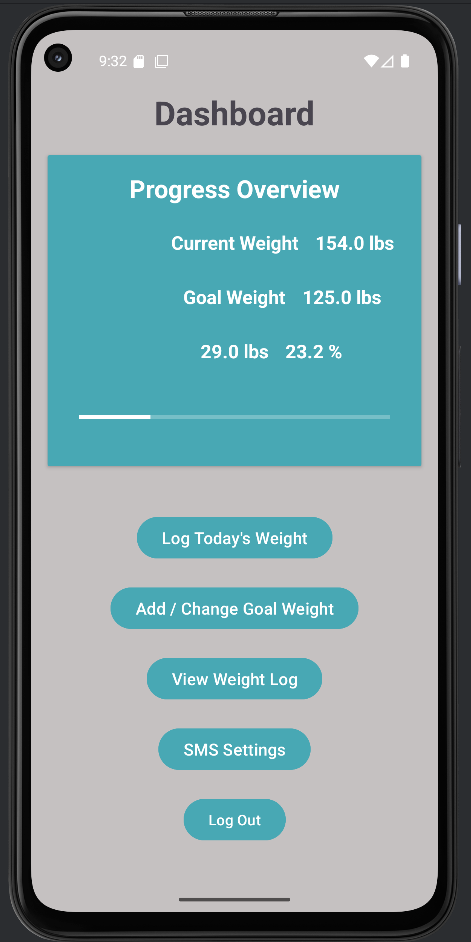 9:32
Dashboard
Progress Overview
Current Weight 154.0 lbs
Goal Weight 125.0 lbs
29.0 lbs 23.2 %
Log Today's Weight
Add / Change Goal Weight
View Weight Log
SMS Settings
Log Out